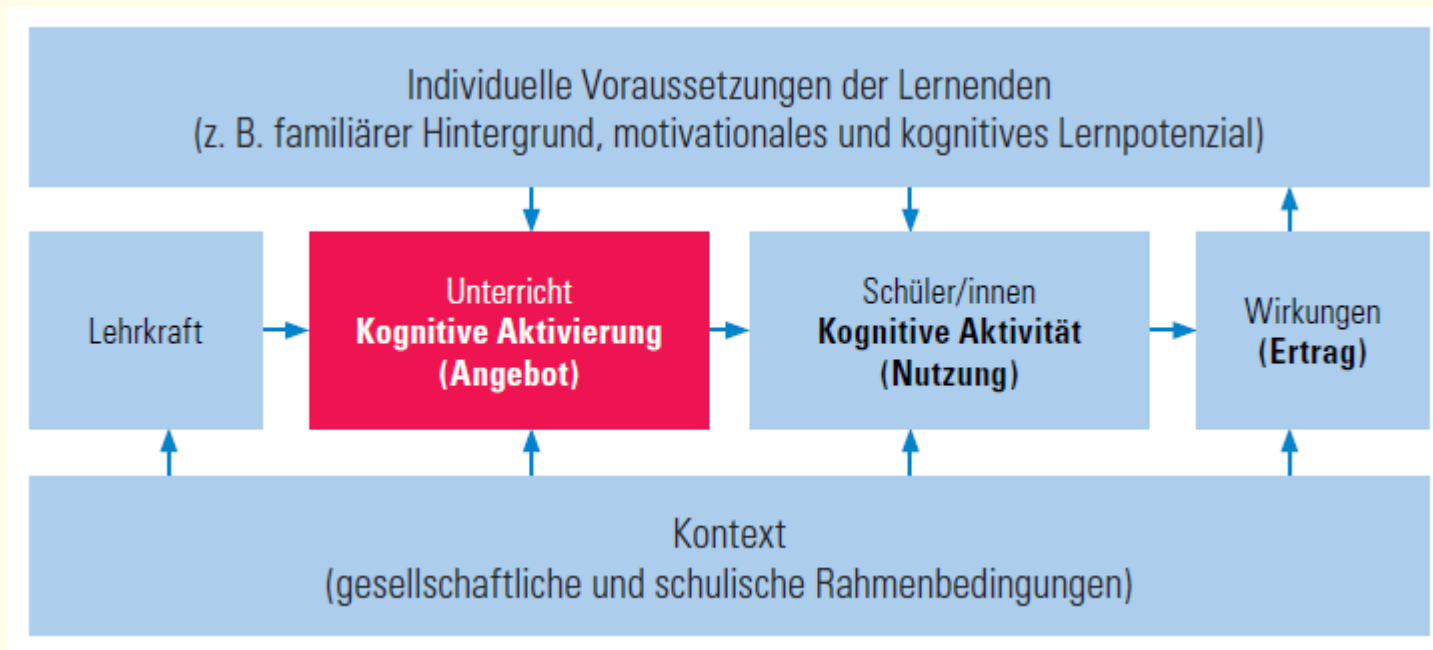 Individuelle Voraussetzungen der Lernenden
(z. B. familiärer Hintergrund, motivationales und kognitives Lernpotenzial)
Lehrkraft
Unterricht
Kognitive Aktivierung
(Angebot)
Schüler/innen
Kognitive Aktivität
(Nutzung)
Wirkungen
(Ertrag)
Kontext
(gesellschaftliche und schulische Rahmenbedingungen)